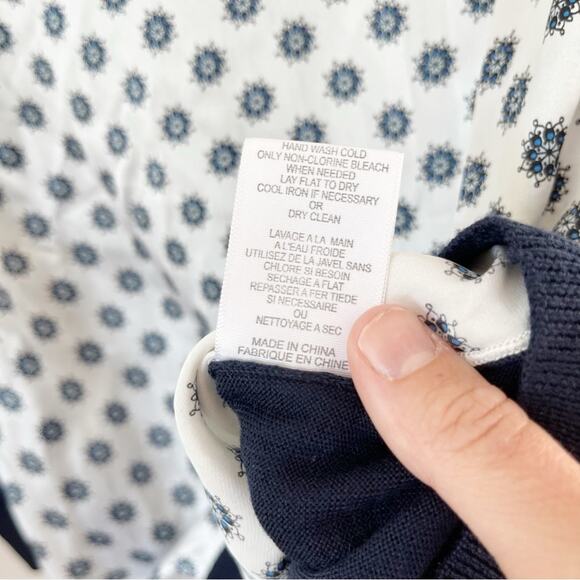 HAND WASH COLD
ONLY NON-CLORINE BLEACH
WHEN NEEDED
LAY FLAT TO DRY
COOL IRON IF NECESSARY
OR
DRY CLEAN
LAVAGE A LA MAIN
A L'EAU FROIDE
UTILISEZ DE LA JAVEL SANS
CHLORE SI BESOIN
SECHAGE A FLAT
REPASSER A FER TIEDE
SI NECESSAIRE
OU
NETTOYAGE A SEC
MADE IN CHINA
FABRIQUE EN CHINE